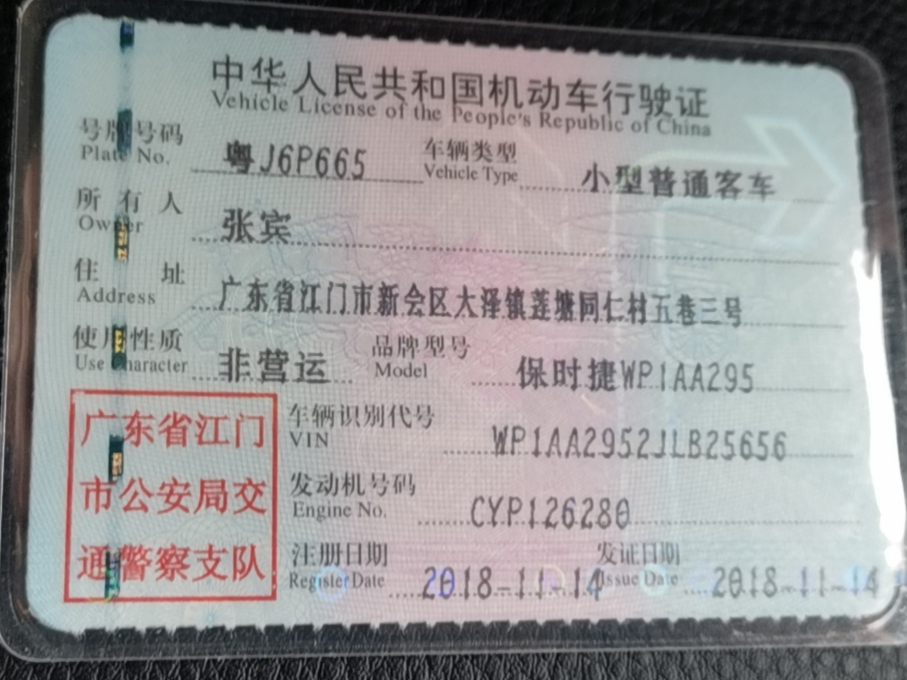 中华人民共和国机动车行驶证
Vehicle License of the People's Republic of China
号牌号码 粤J6P665 车辆类型 小型普通客车
Plate No. Vehicle Type
所有人 张宾
Owner
住址 广东省江门市新会区大泽镇莲塘同仁村五巷三号
Address
使用性质 非营运 品牌型号 保时捷WP1AA295
Use Character Model
广东省江门
市公安局交
通警察支队
车辆识别代号 WP1AA2952JLB25656
VIN
发动机号码 CYP126280
Engine No.
注册日期 2018-11-14 发证日期 2018-11-14
Register Date Issue Date